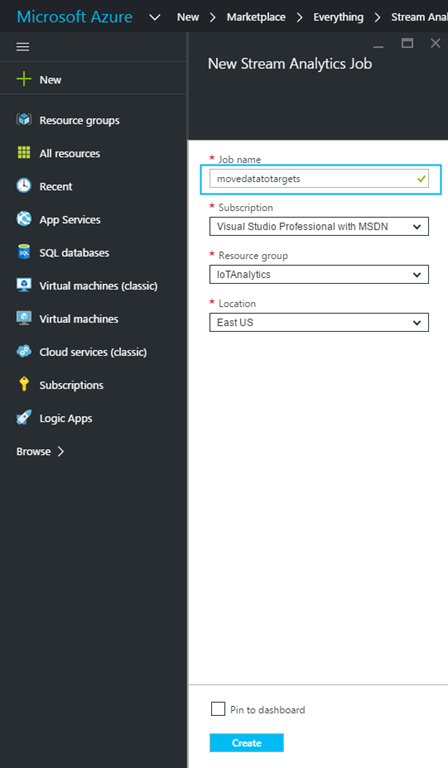 Microsoft Azure New Marketplace Everything Stream Anal
New Stream Analytics Job
New
Resource groups
All resources
Recent
App Services
SQL databases
Virtual machines (classic)
Virtual machines
Cloud services (classic)
Subscriptions
Logic Apps
Browse
* Job name
movedatatotargets
* Subscription
Visual Studio Professional with MSDN
* Resource group
IoTAnalytics
* Location
East US
Pin to dashboard
Create